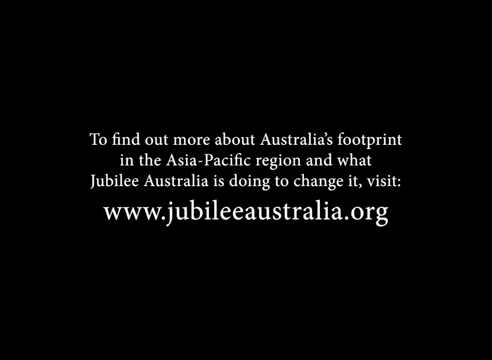 To find out more about Australia's footprint
in the Asia-Pacific region and what
Jubilee Australia is doing to change it, visit:
www.jubileeaustralia.org